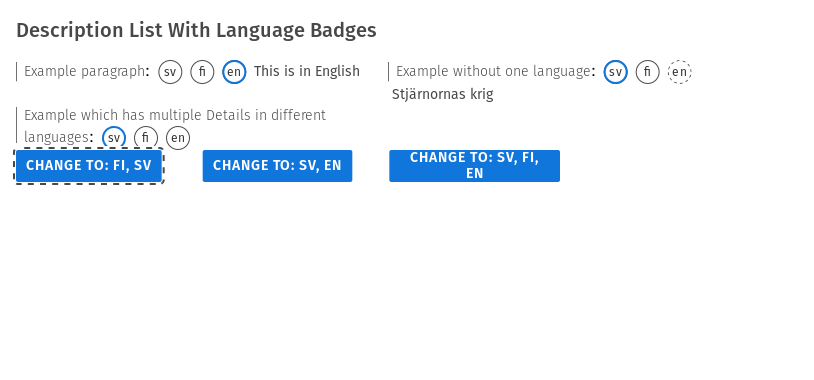 Description List With Language Badges
Example paragraph: sv fi en This is in English
Example without one language: sv fi en
Stjärnornas krig
Example which has multiple Details in different
languages: sv fi en
CHANGE TO: FI, SV
CHANGE TO: SV, EN
CHANGE TO: SV, FI,
EN